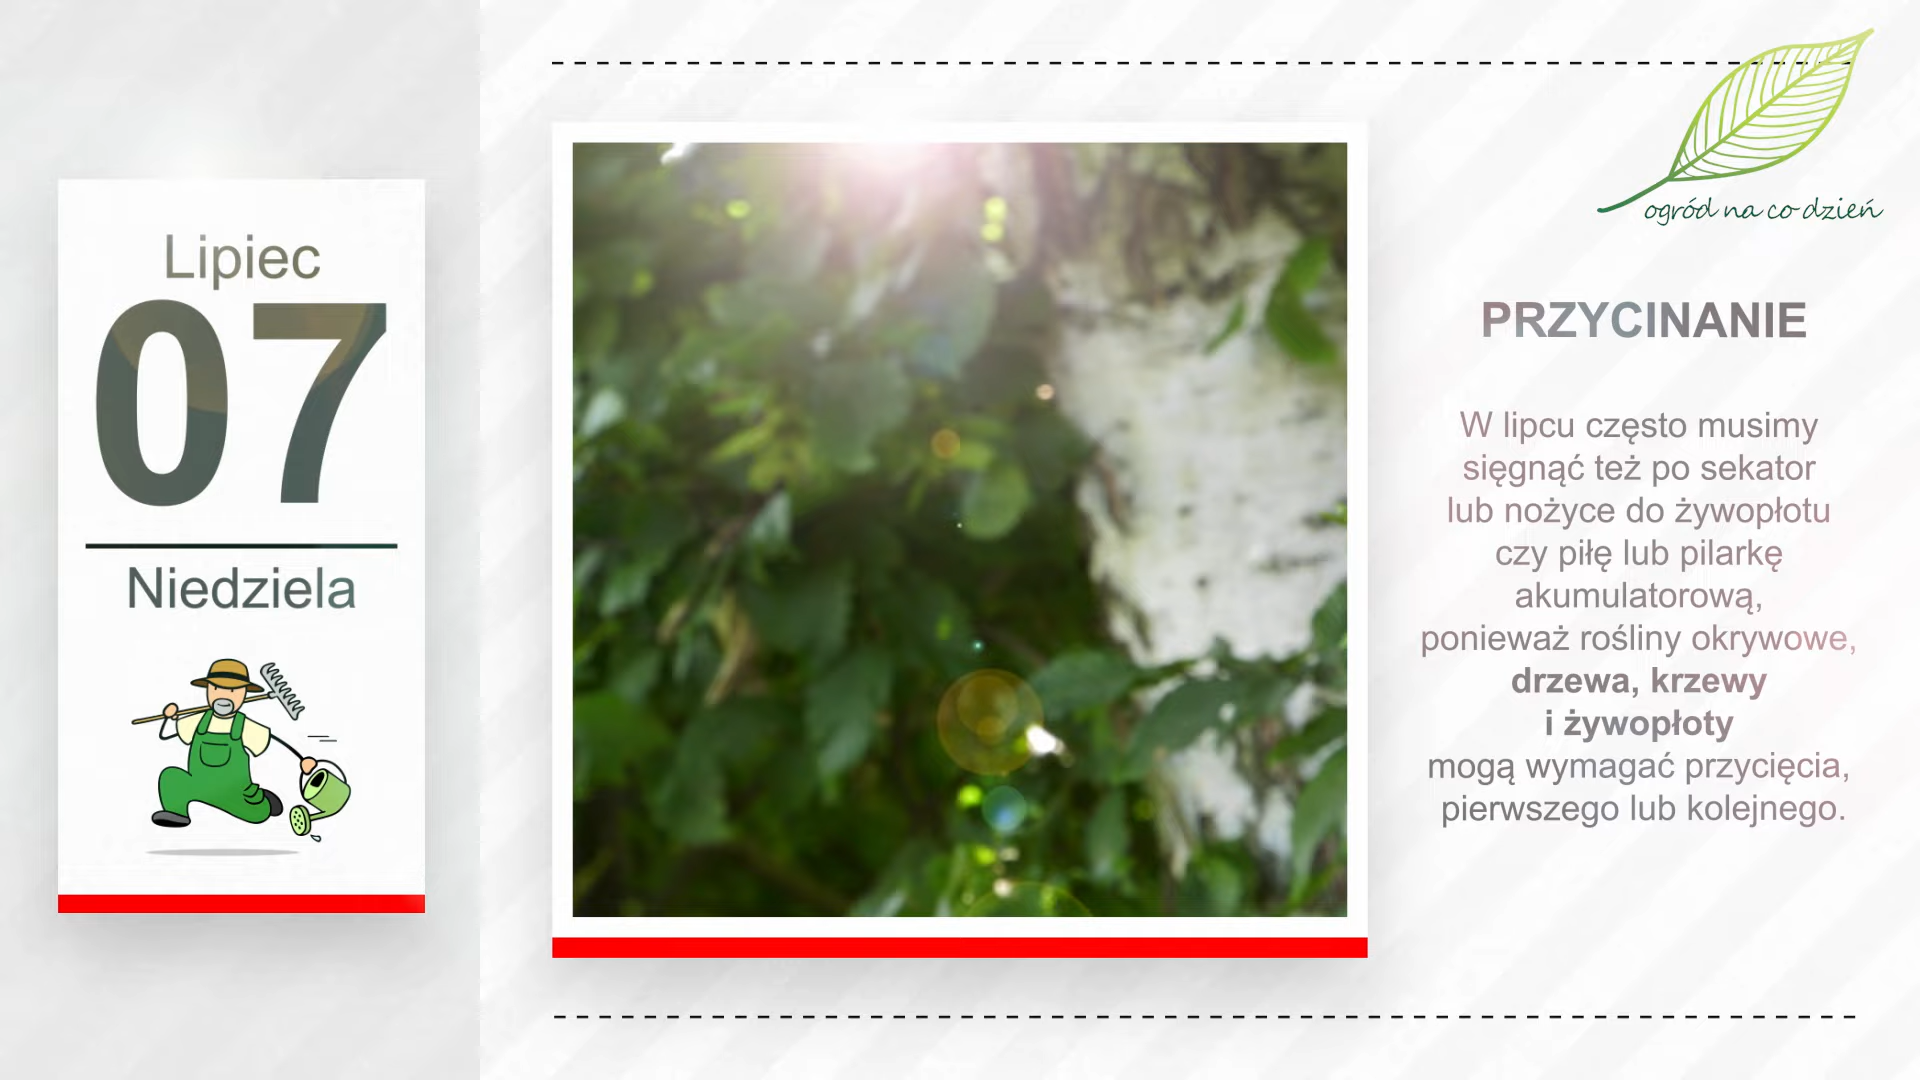 Lipiec
07
Niedziela
ogród na co dzień
PRZYCINANIE
W lipcu często musimy
sięgnąć też po sekator
lub nożyce do żywopłotu
czy piłę lub pilarkę
akumulatorową,
ponieważ rośliny okrywowe,
drzewa, krzewy
i żywopłoty
mogą wymagać przycięcia,
pierwszego lub kolejnego.